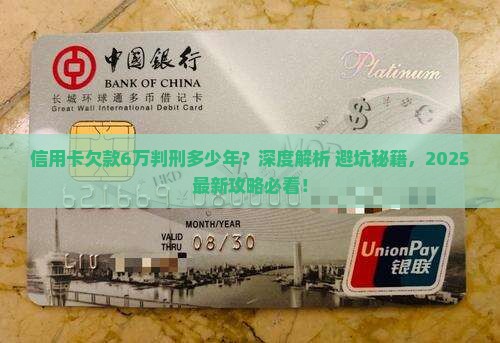 中國銀行
Platinum
BANK OF CHINA
长城环球通多币借记卡
Great Wall International Debit Card
信用卡欠款6万判刑多少年？深度解析 避坑秘籍，2025
最新攻略必看！
MONTH/YEAR
VALID
THRU
08/30
UnionPay
银联